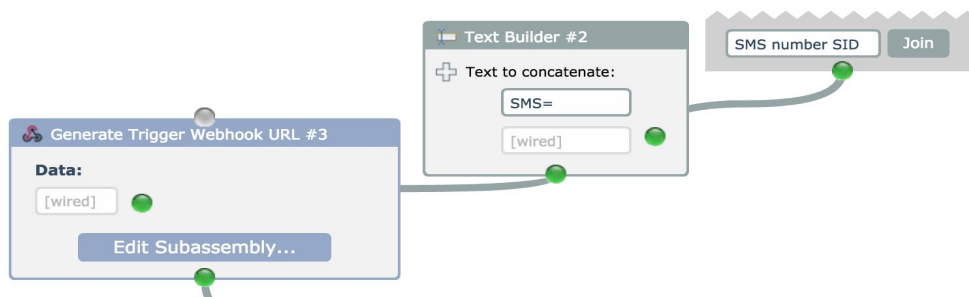 Text Builder #2
Text to concatenate:
SMS=
[wired]
SMS number SID
Join
Generate Trigger Webhook URL #3
Data:
[wired]
Edit Subassembly...